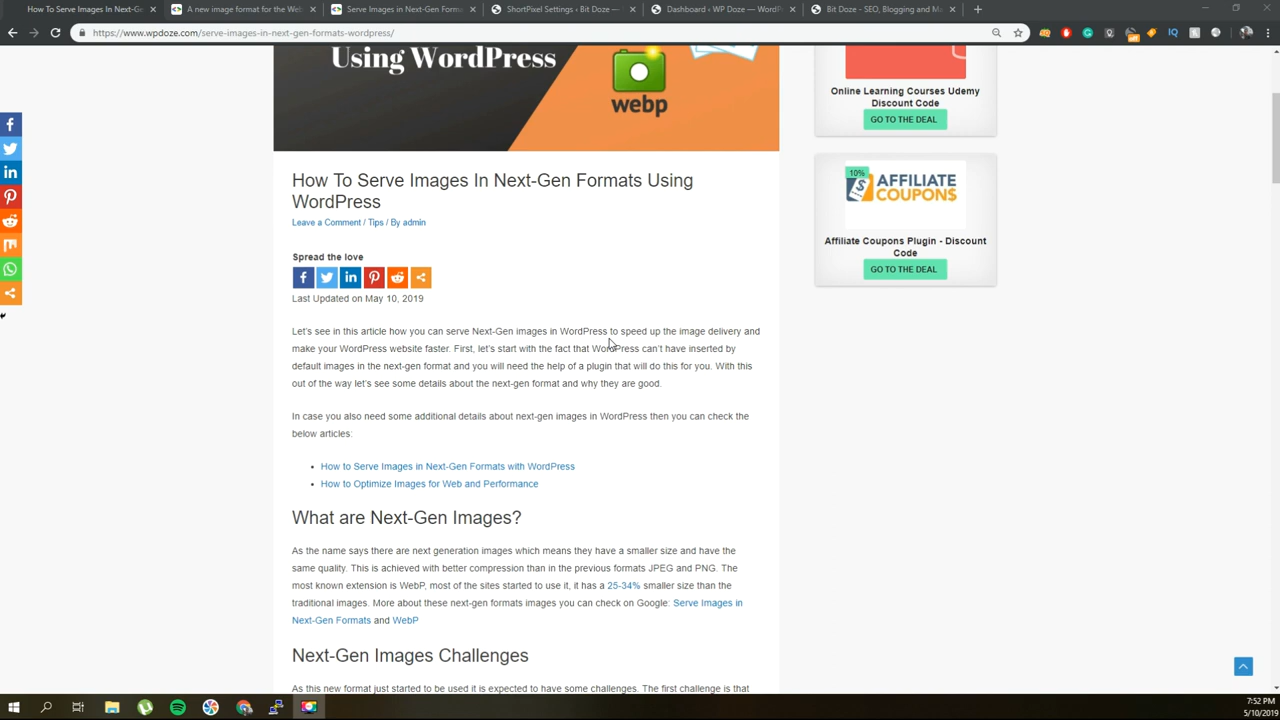 How To Serve Images In Next-Gen
A new image format for the Web
Serve Images in Next-Gen Forma
ShortPixel Settings ‹ Bit Doze —
Dashboard ‹ WP Doze — WordP
Bit Doze - SEO, Blogging and M
https://www.wpdoze.com/serve-images-in-next-gen-formats-wordpress/
Using WordPress
webp
Online Learning Courses Udemy
Discount Code
GO TO THE DEAL
10%
AFFILIATE
COUPONS
Affiliate Coupons Plugin - Discount
Code
GO TO THE DEAL
How To Serve Images In Next-Gen Formats Using
WordPress
Leave a Comment / Tips / By admin
Spread the love
Last Updated on May 10, 2019
Let's see in this article how you can serve Next-Gen images in WordPress to speed up the image delivery and
make your WordPress website faster. First, let's start with the fact that WordPress can't have inserted by
default images in the next-gen format and you will need the help of a plugin that will do this for you. With this
out of the way let's see some details about the next-gen format and why they are good.
In case you also need some additional details about next-gen images in WordPress then you can check the
below articles:
• How to Serve Images in Next-Gen Formats with WordPress
• How to Optimize Images for Web and Performance
What are Next-Gen Images?
As the name says there are next generation images which means they have a smaller size and have the
same quality. This is achieved with better compression than in the previous formats JPEG and PNG. The
most known extension is WebP, most of the sites started to use it, it has a 25-34% smaller size than the
traditional images. More about these next-gen formats images you can check on Google: Serve Images in
Next-Gen Formats and WebP
Next-Gen Images Challenges
As this new format just started to be used it is expected to have some challenges. The first challenge is that
7:52 PM
5/10/2019